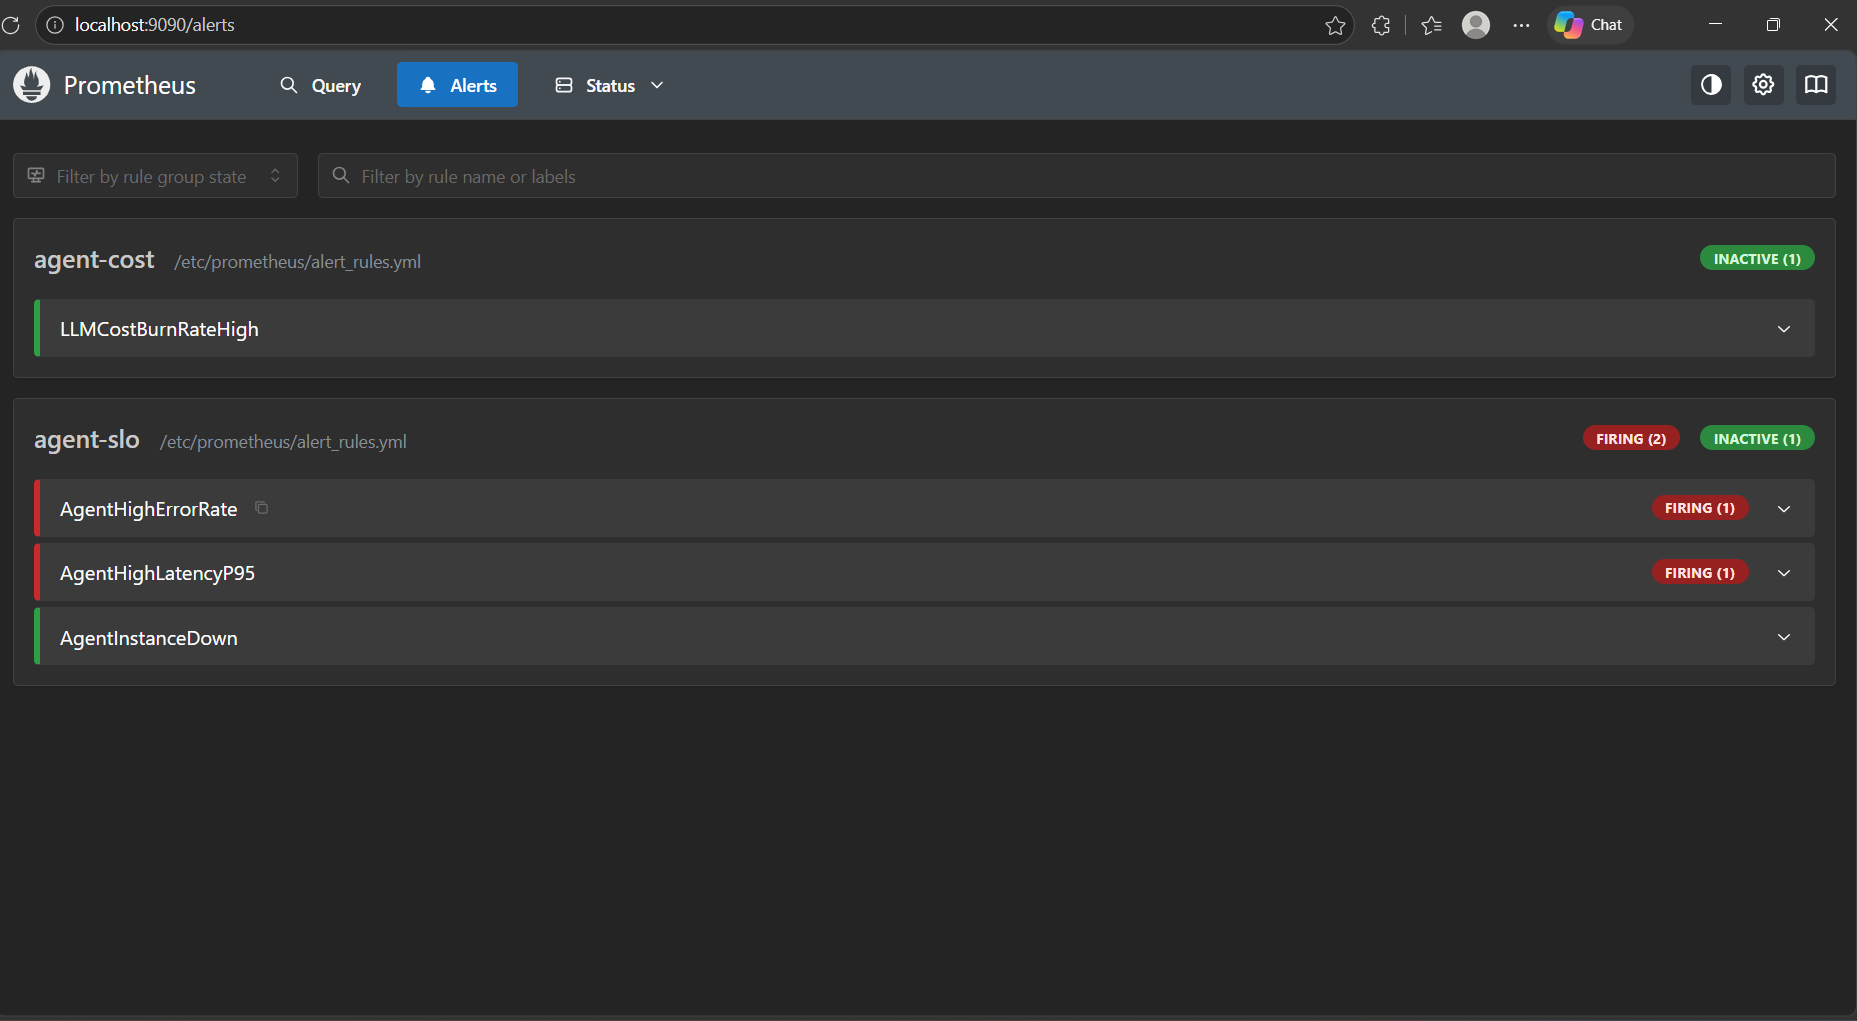 localhost:9090/alerts
Chat
Prometheus
Query
Alerts
Status
Filter by rule group state
Filter by rule name or labels
agent-cost /etc/prometheus/alert_rules.yml
INACTIVE (1)
LLMCostBurnRateHigh
agent-slo /etc/prometheus/alert_rules.yml
FIRING (2)
INACTIVE (1)
AgentHighErrorRate
FIRING (1)
AgentHighLatencyP95
FIRING (1)
AgentInstanceDown